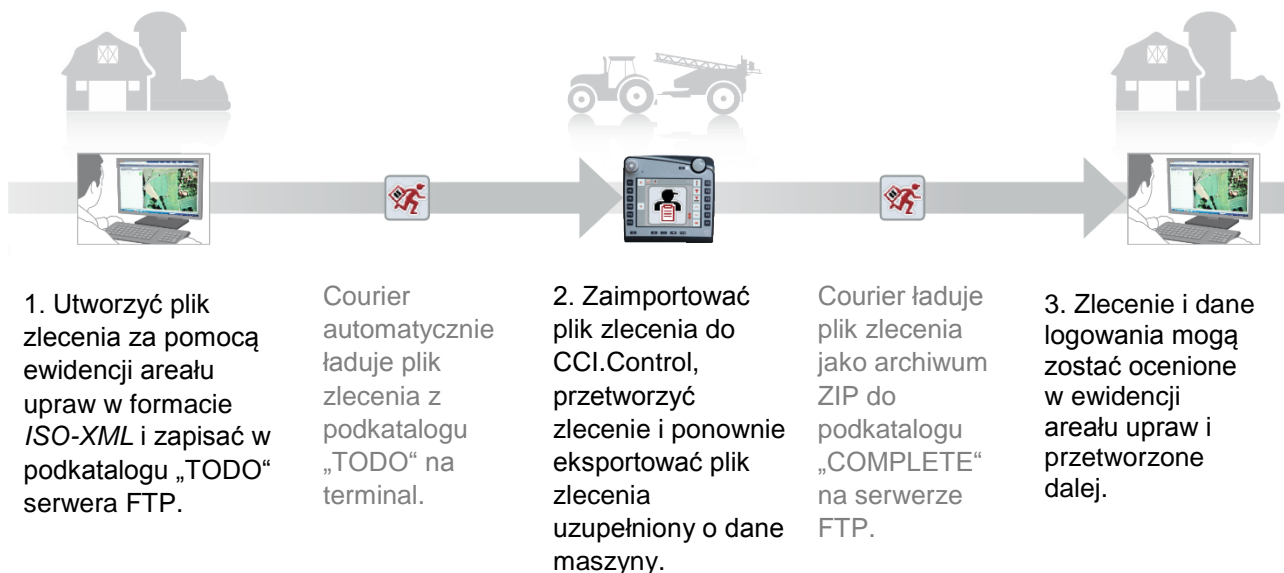 1. Utworzyć plik
zlecenia za pomocą
ewidencji areału
upraw w formacie
ISO-XML i zapisać w
podkatalogu „TODO“
serwera FTP.
Courier
automatycznie
ładuje plik
zlecenia z
podkatalogu
„TODO“ na
terminal.
2. Zaimportować
plik zlecenia do
CCI.Control,
przetworzyć
zlecenie i ponownie
eksportować plik
zlecenia
uzupełniony o dane
maszyny.
Courier ładuje
plik zlecenia
jako archiwum
ZIP do
podkatalogu
„COMPLETE“
na serwerze
FTP.
3. Zlecenie i dane
logowania mogą
zostać ocenione
w ewidencji
areału upraw i
przetworzone
dalej.